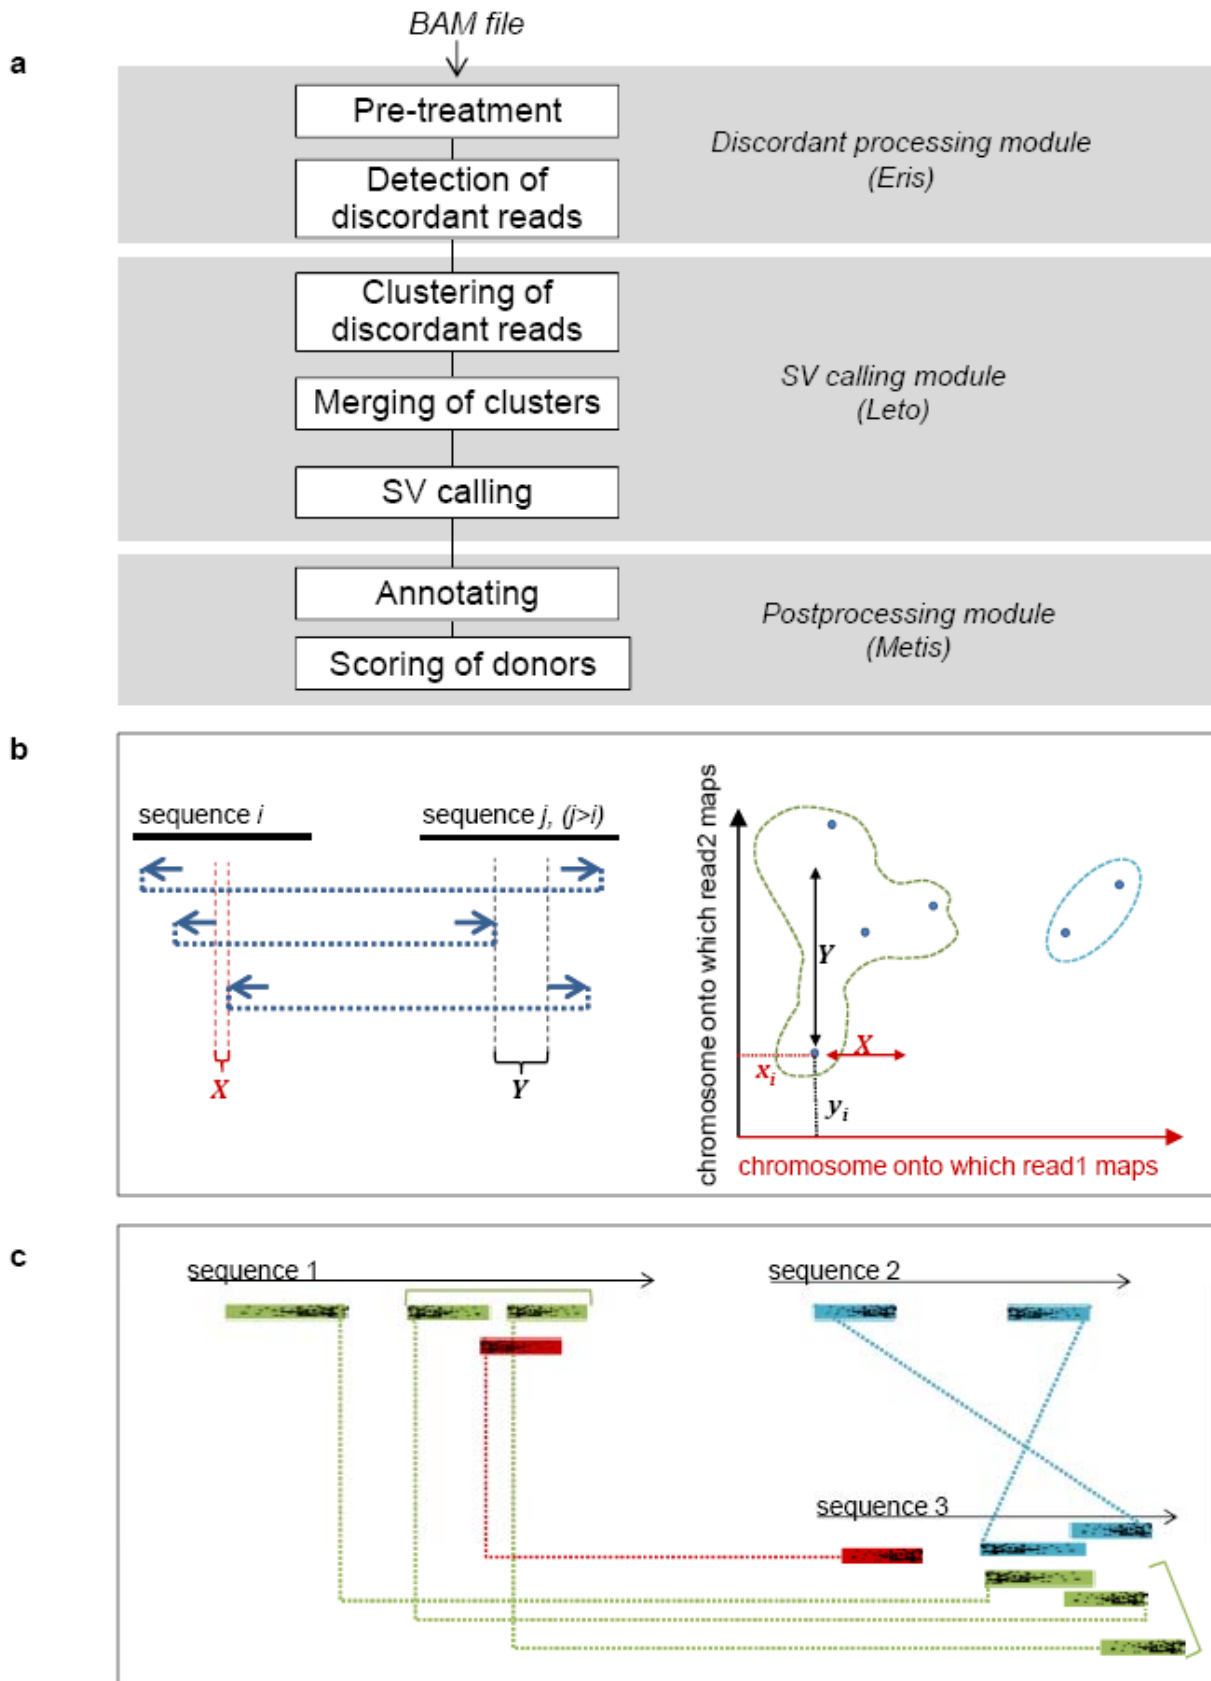 BAM file
a
Pre-treatment
Discordant processing module
(Eris)
Detection of
discordant reads
Clustering of
discordant reads
SV calling module
(Leto)
Merging of clusters
SV calling
Annotating
Postprocessing module
(Metis)
Scoring of donors
b
sequence i
sequence j, (j>i)
X
Y
chromosome onto which read2 maps
Y
X
xi
yi
chromosome onto which read1 maps
c
sequence 1
sequence 2
sequence 3